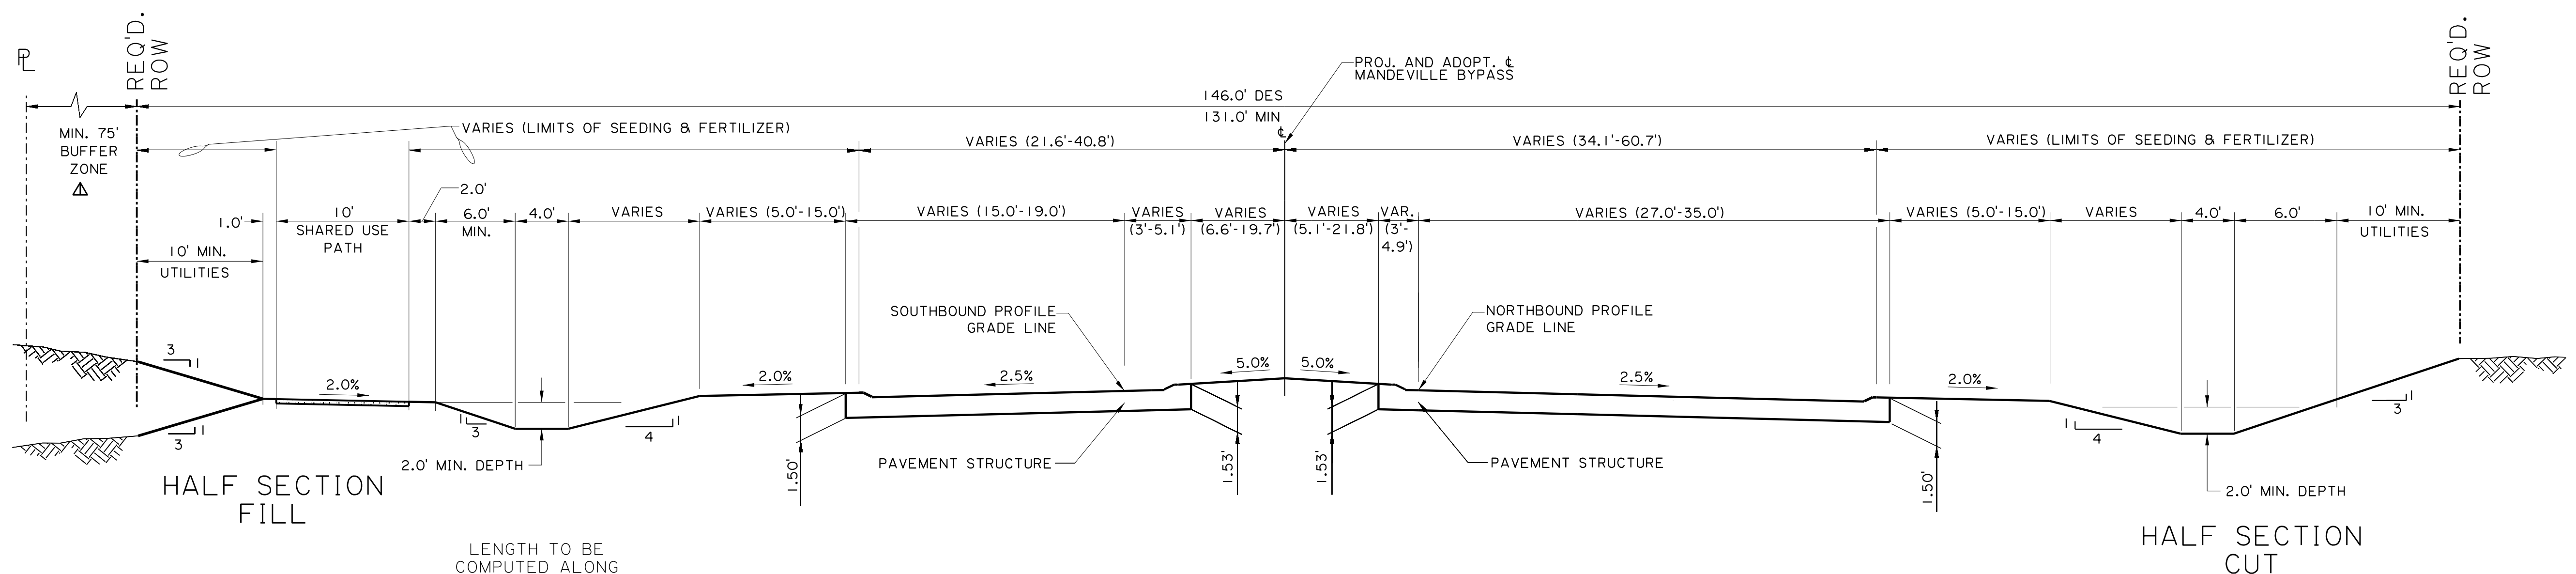 PL
REQ'D.
ROW
REQ'D.
ROW
PROJ. AND ADOPT. ℄
MANDEVILLE BYPASS
146.0' DES
131.0' MIN
℄
MIN. 75'
BUFFER
ZONE
1
VARIES (LIMITS OF SEEDING & FERTILIZER)
VARIES (21.6'-40.8')
VARIES (34.1'-60.7')
VARIES (LIMITS OF SEEDING & FERTILIZER)
2.0'
1.0'
10'
SHARED USE
PATH
6.0'
MIN.
4.0'
VARIES
VARIES (5.0'-15.0')
VARIES (15.0'-19.0')
VARIES
(3'-5.1')
VARIES
(6.6'-19.7')
VARIES
(5.1'-21.8')
VAR.
(3'-
4.9')
VARIES (27.0'-35.0')
VARIES (5.0'-15.0')
VARIES
4.0'
6.0'
10' MIN.
UTILITIES
10' MIN.
UTILITIES
SOUTHBOUND PROFILE
GRADE LINE
NORTHBOUND PROFILE
GRADE LINE
3
1
2.0%
2.0%
2.5%
5.0%
5.0%
2.5%
2.0%
1
3
1
3
1
4
1
4
1
3
2.0' MIN. DEPTH
1.50'
PAVEMENT STRUCTURE
1.53'
1.53'
PAVEMENT STRUCTURE
1.50'
2.0' MIN. DEPTH
HALF SECTION
FILL
HALF SECTION
CUT
LENGTH TO BE
COMPUTED ALONG